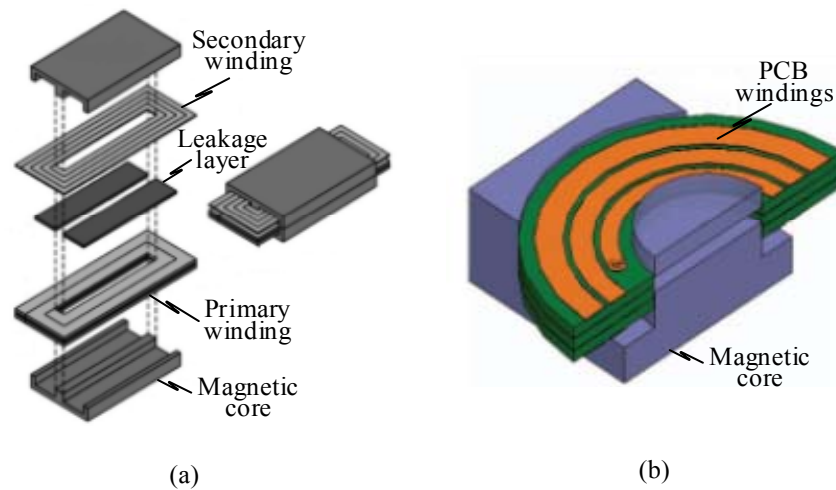 Secondary
winding
Leakage
layer
Primary
winding
Magnetic
core
(a)
PCB
windings
Magnetic
core
(b)